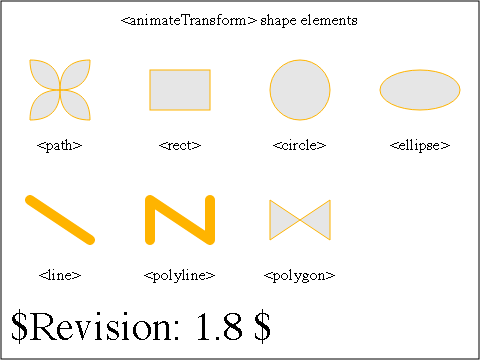 <animateTransform> shape elements
<path> <rect> <circle> <ellipse>
<line> <polyline> <polygon>
$Revision: 1.8 $